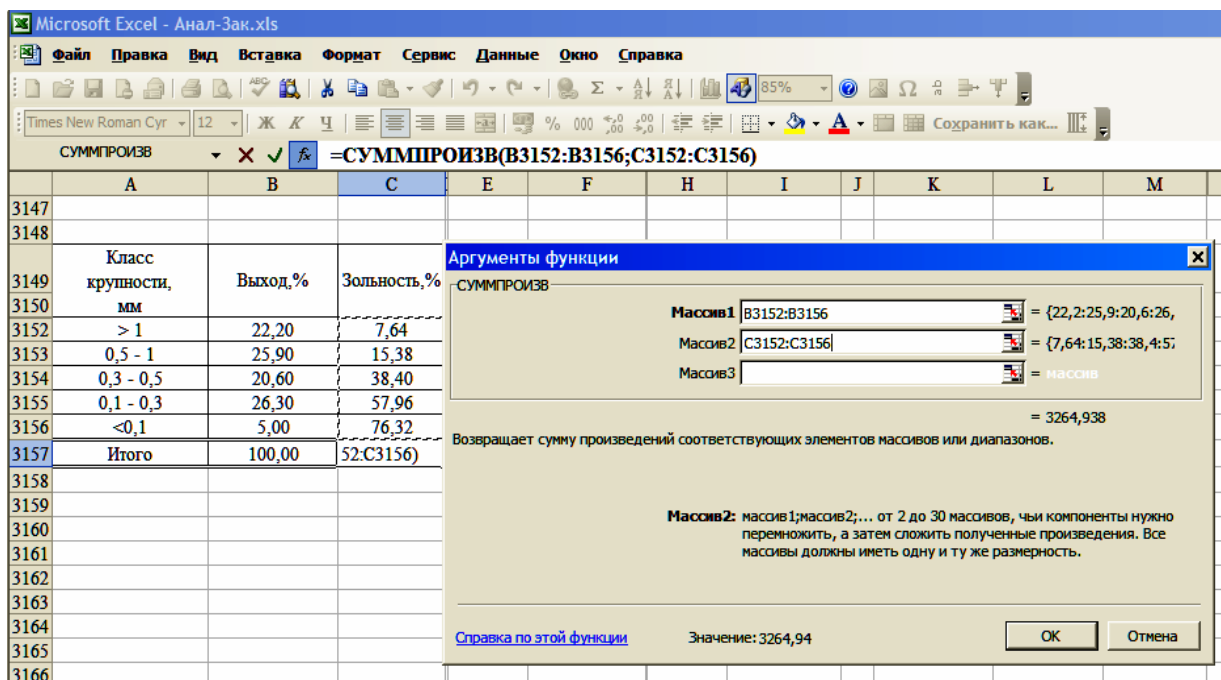 Microsoft Excel - Анал-Зак.xls
Файл Правка Вид Вставка Формат Сервис Данные Окно Справка
85%
Times New Roman Cyr 12 Ж К Ч % 000 Сохранить как...
СУММПРОИЗВ =СУММПРОИЗВ(B3152:B3156;C3152:C3156)
A B C E F H I J K L M
3147
3148
Класс
3149 крупности, Выход,% Зольность,%
3150 мм
3152 > 1 22,20 7,64
3153 0,5 - 1 25,90 15,38
3154 0,3 - 0,5 20,60 38,40
3155 0,1 - 0,3 26,30 57,96
3156 <0,1 5,00 76,32
3157 Итого 100,00 52:C3156)
3158
3159
3160
3161
3162
3163
3164
3165
3166
Аргументы функции
СУММПРОИЗВ
Массив1 B3152:B3156 = {22,2:25,9:20,6:26,
Массив2 C3152:C3156 = {7,64:15,38:38,4:57
Массив3 = массив
= 3264,938
Возвращает сумму произведений соответствующих элементов массивов или диапазонов.
Массив2: массив1;массив2;... от 2 до 30 массивов, чьи компоненты нужно
перемножить, а затем сложить полученные произведения. Все
массивы должны иметь одну и ту же размерность.
Справка по этой функции Значение: 3264,94 OK Отмена